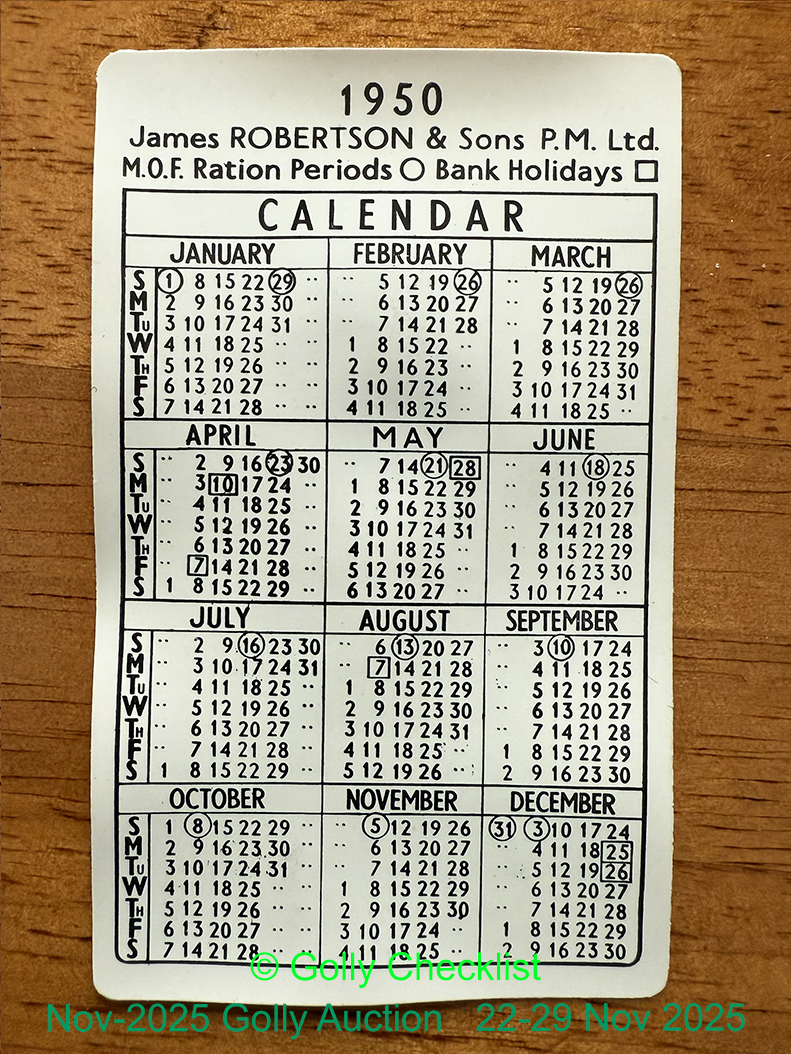 1950
James ROBERTSON & Sons P.M. Ltd.
M.O.F. Ration Periods ○ Bank Holidays □
CALENDAR
JANUARY FEBRUARY MARCH
S 1 8 15 22 29 ·· ·· 5 12 19 26 ·· 5 12 19 26
M 2 9 16 23 30 ·· ·· 6 13 20 27 ·· 6 13 20 27
TU 3 10 17 24 31 ·· ·· 7 14 21 28 ·· 7 14 21 28
W 4 11 18 25 ·· ·· 1 8 15 22 ·· 1 8 15 22 29
TH 5 12 19 26 ·· ·· 2 9 16 23 ·· 2 9 16 23 30
F 6 13 20 27 ·· ·· 3 10 17 24 ·· 3 10 17 24 31
S 7 14 21 28 ·· ·· 4 11 18 25 ·· 4 11 18 25 ··
APRIL MAY JUNE
S ·· 2 9 16 23 30 ·· 7 14 21 28 ·· 4 11 18 25
M ·· 3 10 17 24 ·· 1 8 15 22 29 ·· 5 12 19 26
TU ·· 4 11 18 25 ·· 2 9 16 23 30 ·· 6 13 20 27
W ·· 5 12 19 26 ·· 3 10 17 24 31 ·· 7 14 21 28
TH ·· 6 13 20 27 ·· 4 11 18 25 ·· 1 8 15 22 29
F ·· 7 14 21 28 ·· 5 12 19 26 ·· 2 9 16 23 30
S 1 8 15 22 29 ·· 6 13 20 27 ·· 3 10 17 24 ··
JULY AUGUST SEPTEMBER
S ·· 2 9 16 23 30 ·· 6 13 20 27 ·· 3 10 17 24
M ·· 3 10 17 24 31 ·· 7 14 21 28 ·· 4 11 18 25
TU ·· 4 11 18 25 ·· 1 8 15 22 29 ·· 5 12 19 26
W ·· 5 12 19 26 ·· 2 9 16 23 30 ·· 6 13 20 27
TH ·· 6 13 20 27 ·· 3 10 17 24 31 ·· 7 14 21 28
F ·· 7 14 21 28 ·· 4 11 18 25 ·· 1 8 15 22 29
S 1 8 15 22 29 ·· 5 12 19 26 ·· 2 9 16 23 30
OCTOBER NOVEMBER DECEMBER
S 1 8 15 22 29 ·· ·· 5 12 19 26 31 3 10 17 24
M 2 9 16 23 30 ·· ·· 6 13 20 27 ·· 4 11 18 25
TU 3 10 17 24 31 ·· ·· 7 14 21 28 ·· 5 12 19 26
W 4 11 18 25 ·· ·· 1 8 15 22 29 ·· 6 13 20 27
TH 5 12 19 26 ·· ·· 2 9 16 23 30 ·· 7 14 21 28
F 6 13 20 27 ·· ·· 3 10 17 24 ·· 1 8 15 22 29
S 7 14 21 28 ·· ·· 4 11 18 25 ·· 2 9 16 23 30
© Golly Checklist
Nov-2025 Golly Auction 22-29 Nov 2025